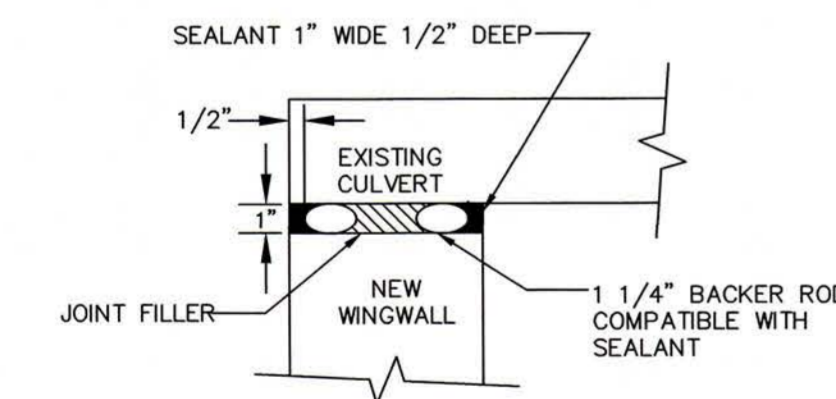 SEALANT 1" WIDE 1/2" DEEP
1/2"
EXISTING
CULVERT
1"
JOINT FILLER
NEW
WINGWALL
1 1/4" BACKER ROD
COMPATIBLE WITH
SEALANT